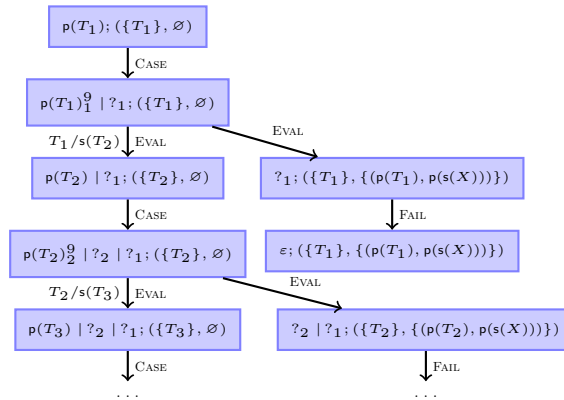 p(T₁); ({T₁}, ∅)
CASE
p(T₁)⁹₁ | ?₁; ({T₁}, ∅)
T₁/s(T₂) EVAL EVAL
p(T₂) | ?₁; ({T₂}, ∅) ?₁; ({T₁}, {(p(T₁), p(s(X)))})
CASE FAIL
p(T₂)⁹₂ | ?₂ | ?₁; ({T₂}, ∅) ε; ({T₁}, {(p(T₁), p(s(X)))})
T₂/s(T₃) EVAL EVAL
p(T₃) | ?₂ | ?₁; ({T₃}, ∅) ?₂ | ?₁; ({T₂}, {(p(T₂), p(s(X)))})
CASE FAIL
... ...